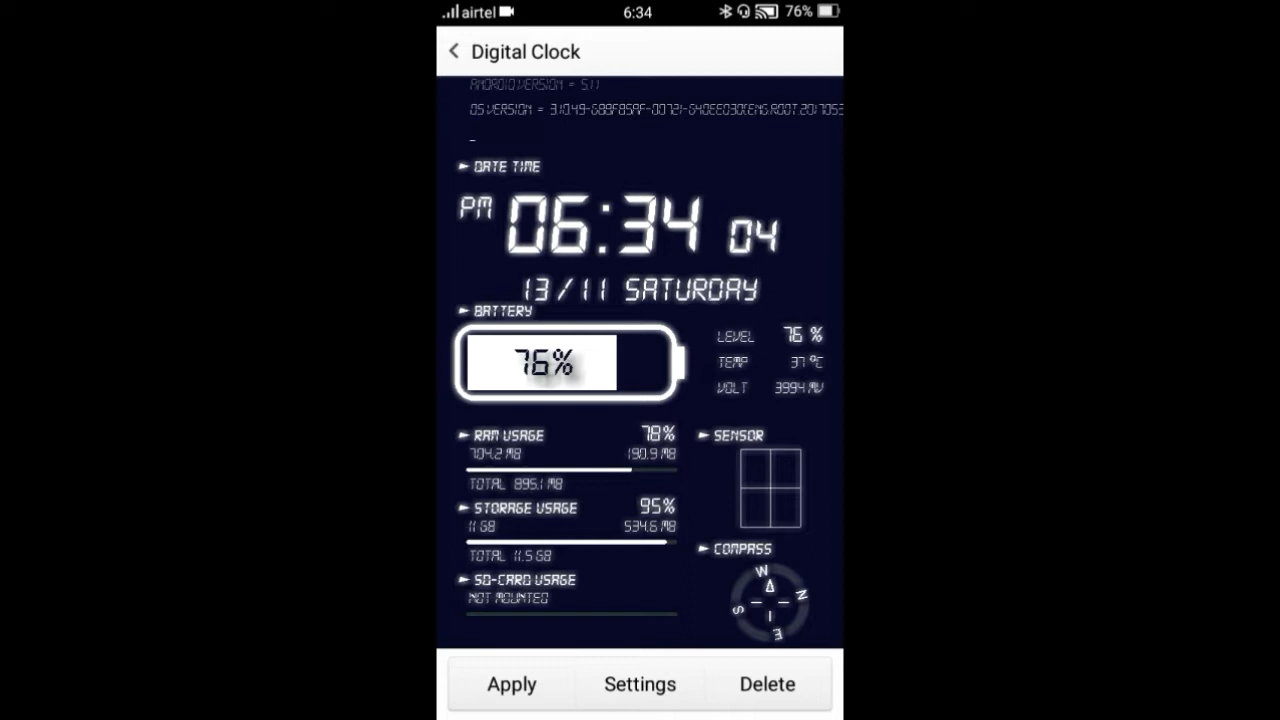 airtel 6:34 76%
Digital Clock
ANDROID VERSION = 5.1.1
DATE TIME
PM 06:34 04
13/11 SATURDAY
BATTERY
76%
LEVEL 76 %
TEMP 37 °C
VOLT 3994 MV
RAM USAGE 78%
704.2 MB 190.9 MB
TOTAL 895.1 MB
STORAGE USAGE 95%
11 GB 534.6 MB
TOTAL 11.5 GB
SD-CARD USAGE
NOT MOUNTED
SENSOR
COMPASS
W
N
S
E
Apply Settings Delete